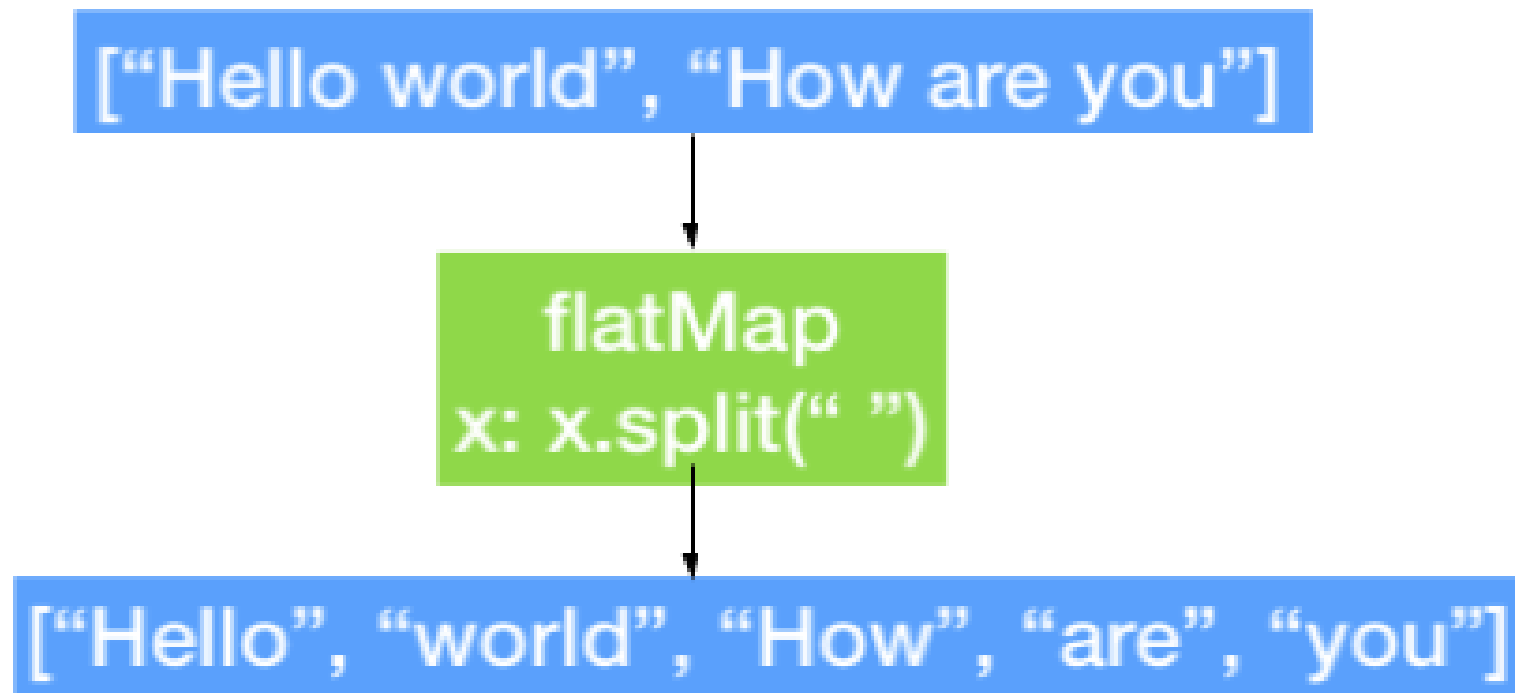 [“Hello world”, “How are you”]
flatMap
x: x.split(“ ”)
[“Hello”, “world”, “How”, “are”, “you”]